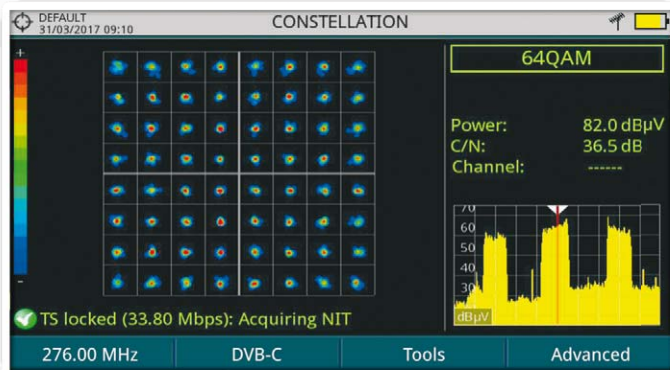 DEFAULT
31/03/2017 09:10
CONSTELLATION
+
-
64QAM
Power: 82.0 dBµV
C/N: 36.5 dB
Channel: ------
70
60
50
40
30
dBµV
TS locked (33.80 Mbps): Acquiring NIT
276.00 MHz
DVB-C
Tools
Advanced